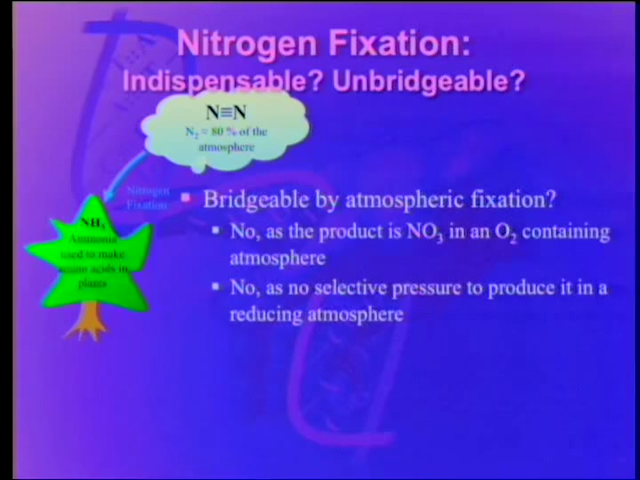 Nitrogen Fixation:
Indispensable? Unbridgeable?
N≡N
N₂ = 80 % of the
atmosphere
Nitrogen
Fixation
NH₃
Ammonia
used to make
amino acids in
plants
▪ Bridgeable by atmospheric fixation?
▪ No, as the product is NO₃ in an O₂ containing
atmosphere
▪ No, as no selective pressure to produce it in a
reducing atmosphere